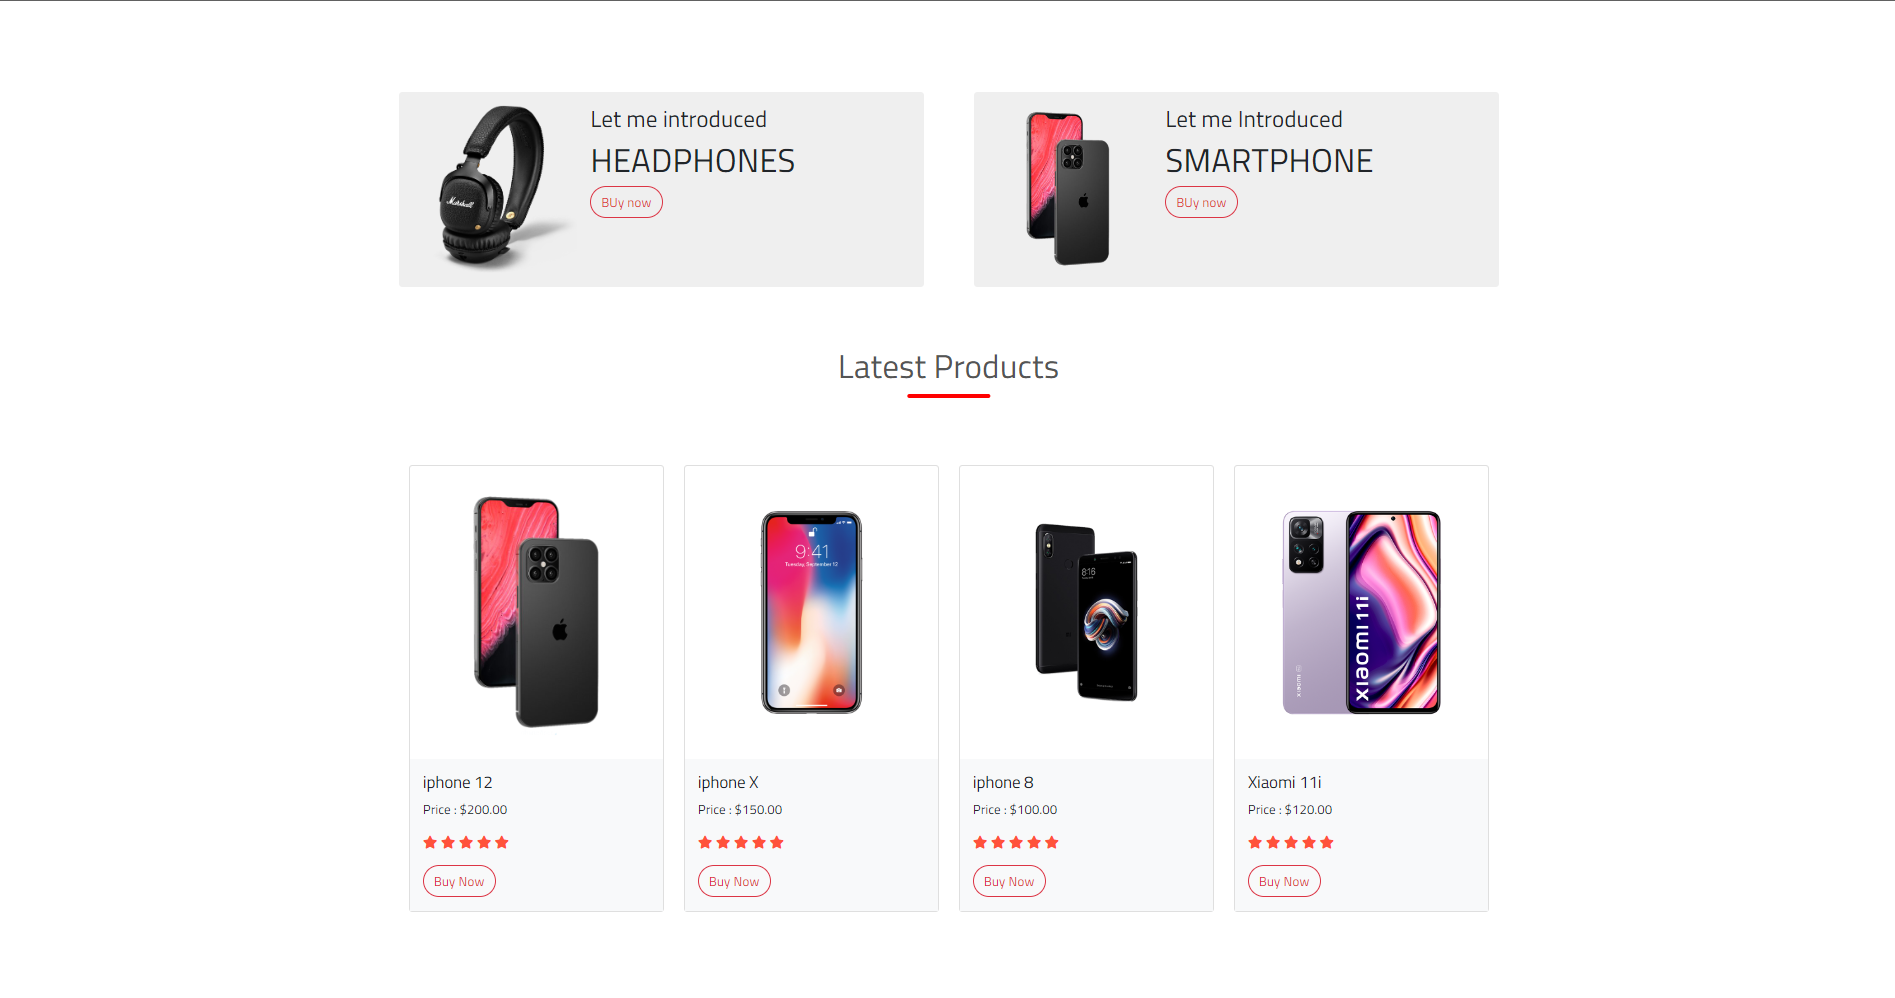 Marshall
Let me introduced
HEADPHONES
BUy now
Let me Introduced
SMARTPHONE
BUy now
Latest Products
9:41
Tuesday, September 12
816
xiaomi 11i
xiaomi
iphone 12
Price : $200.00
Buy Now
iphone X
Price : $150.00
Buy Now
iphone 8
Price : $100.00
Buy Now
Xiaomi 11i
Price : $120.00
Buy Now